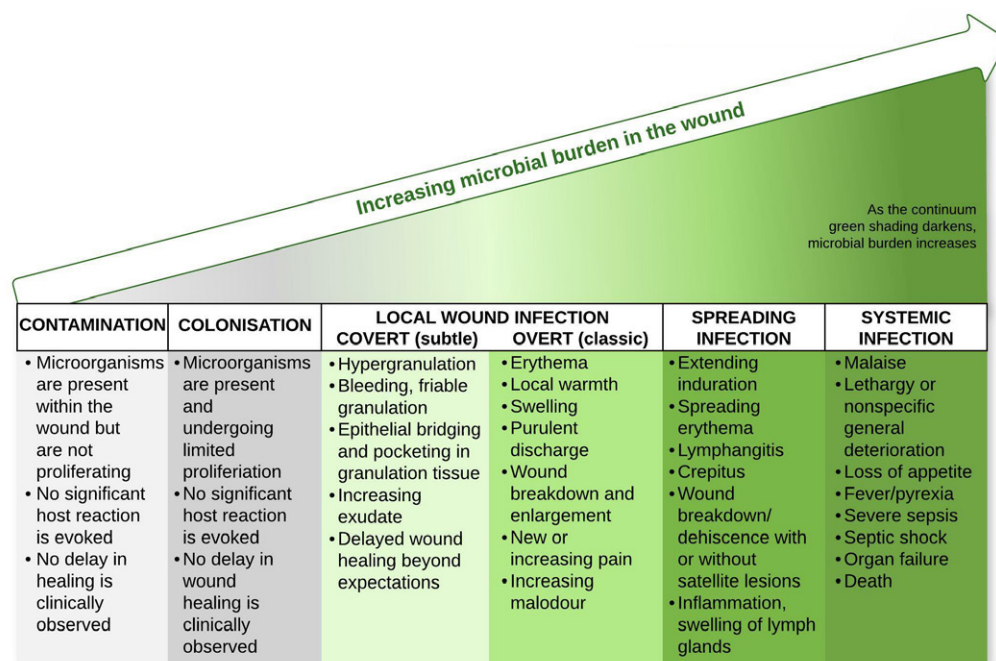 Increasing microbial burden in the wound
As the continuum
green shading darkens,
microbial burden increases
CONTAMINATION
• Microorganisms
are present
within the
wound but
are not
proliferating
• No significant
host reaction
is evoked
• No delay in
healing is
clinically
observed
COLONISATION
• Microorganisms
are present
and
undergoing
limited
proliferiation
• No significant
host reaction
is evoked
• No delay in
wound
healing is
clinically
observed
LOCAL WOUND INFECTION
COVERT (subtle)
• Hypergranulation
• Bleeding, friable
granulation
• Epithelial bridging
and pocketing in
granulation tissue
• Increasing
exudate
• Delayed wound
healing beyond
expectations
OVERT (classic)
• Erythema
• Local warmth
• Swelling
• Purulent
discharge
• Wound
breakdown and
enlargement
• New or
increasing pain
• Increasing
malodour
SPREADING
INFECTION
• Extending
induration
• Spreading
erythema
• Lymphangitis
• Crepitus
• Wound
breakdown/
dehiscence with
or without
satellite lesions
• Inflammation,
swelling of lymph
glands
SYSTEMIC
INFECTION
• Malaise
• Lethargy or
nonspecific
general
deterioration
• Loss of appetite
• Fever/pyrexia
• Severe sepsis
• Septic shock
• Organ failure
• Death